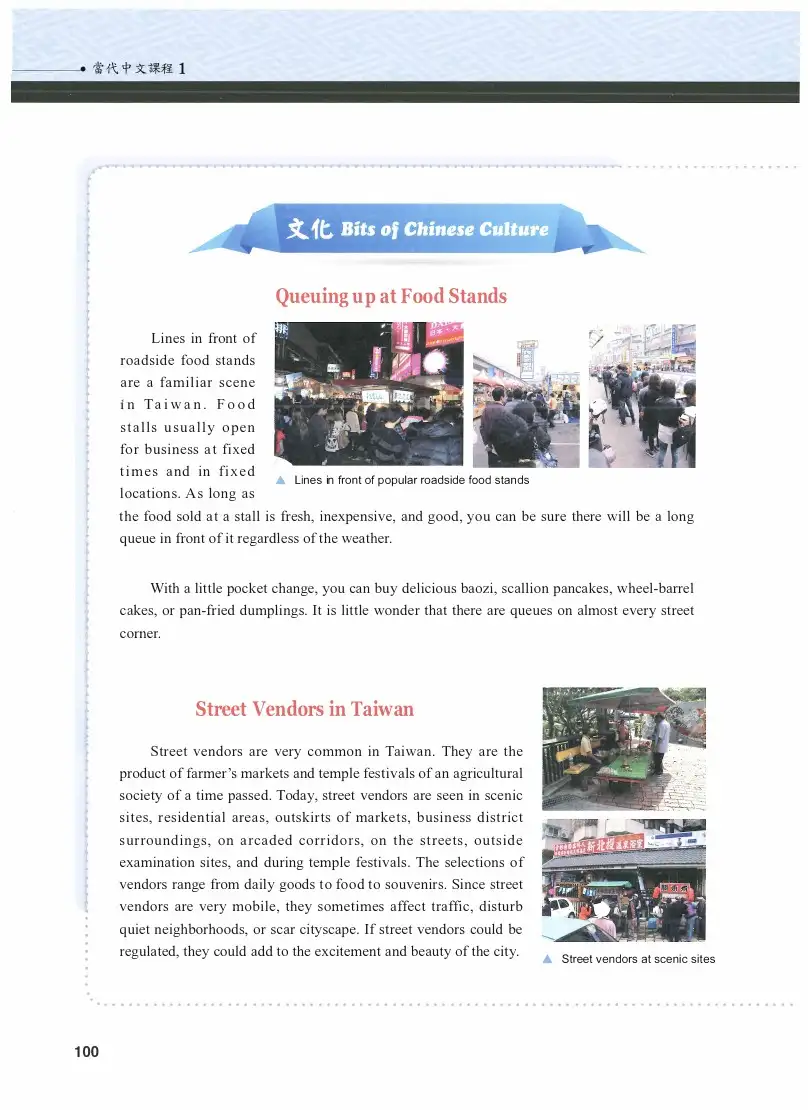 當代中文課程 1
文化 Bits of Chinese Culture
Queuing up at Food Stands
Lines in front of
roadside food stands
are a familiar scene
in Taiwan. Food
stalls usually open
for business at fixed
times and in fixed
locations. As long as
▲ Lines in front of popular roadside food stands
the food sold at a stall is fresh, inexpensive, and good, you can be sure there will be a long
queue in front of it regardless of the weather.
With a little pocket change, you can buy delicious baozi, scallion pancakes, wheel-barrel
cakes, or pan-fried dumplings. It is little wonder that there are queues on almost every street
corner.
Street Vendors in Taiwan
Street vendors are very common in Taiwan. They are the
product of farmer's markets and temple festivals of an agricultural
society of a time passed. Today, street vendors are seen in scenic
sites, residential areas, outskirts of markets, business district
surroundings, on arcaded corridors, on the streets, outside
examination sites, and during temple festivals. The selections of
vendors range from daily goods to food to souvenirs. Since street
vendors are very mobile, they sometimes affect traffic, disturb
quiet neighborhoods, or scar cityscape. If street vendors could be
regulated, they could add to the excitement and beauty of the city.
新北投
▲ Street vendors at scenic sites
100